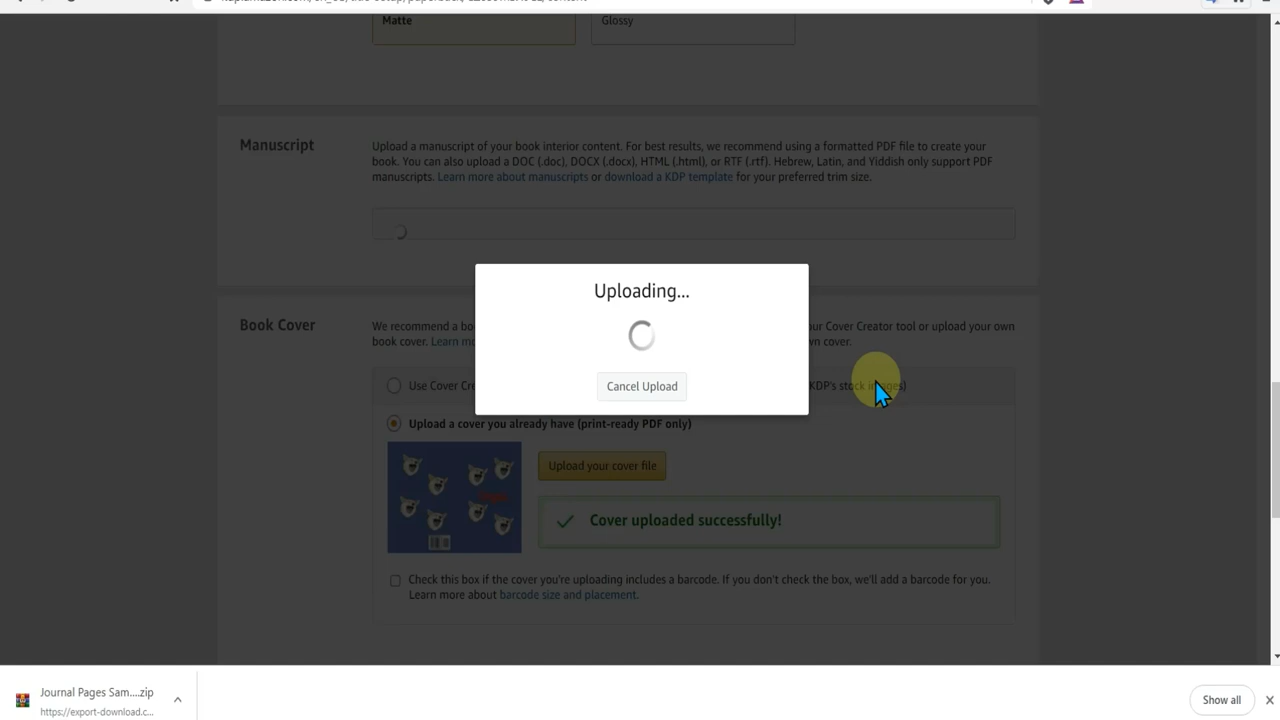 Matte
Glossy
Manuscript
Upload a manuscript of your book interior content. For best results, we recommend using a formatted PDF file to create your
book. You can also upload a DOC (.doc), DOCX (.docx), HTML (.html), or RTF (.rtf). Hebrew, Latin, and Yiddish only support PDF
manuscripts. Learn more about manuscripts or download a KDP template for your preferred trim size.
Uploading...
Cancel Upload
Book Cover
We recommend a bo our Cover Creator tool or upload your own
book cover. Learn mo wn cover.
Use Cover Cre KDP's stock images)
Upload a cover you already have (print-ready PDF only)
Upload your cover file
Cover uploaded successfully!
Check this box if the cover you're uploading includes a barcode. If you don't check the box, we'll add a barcode for you.
Learn more about barcode size and placement.
Journal Pages Sam....zip
https://export-download.c...
Show all